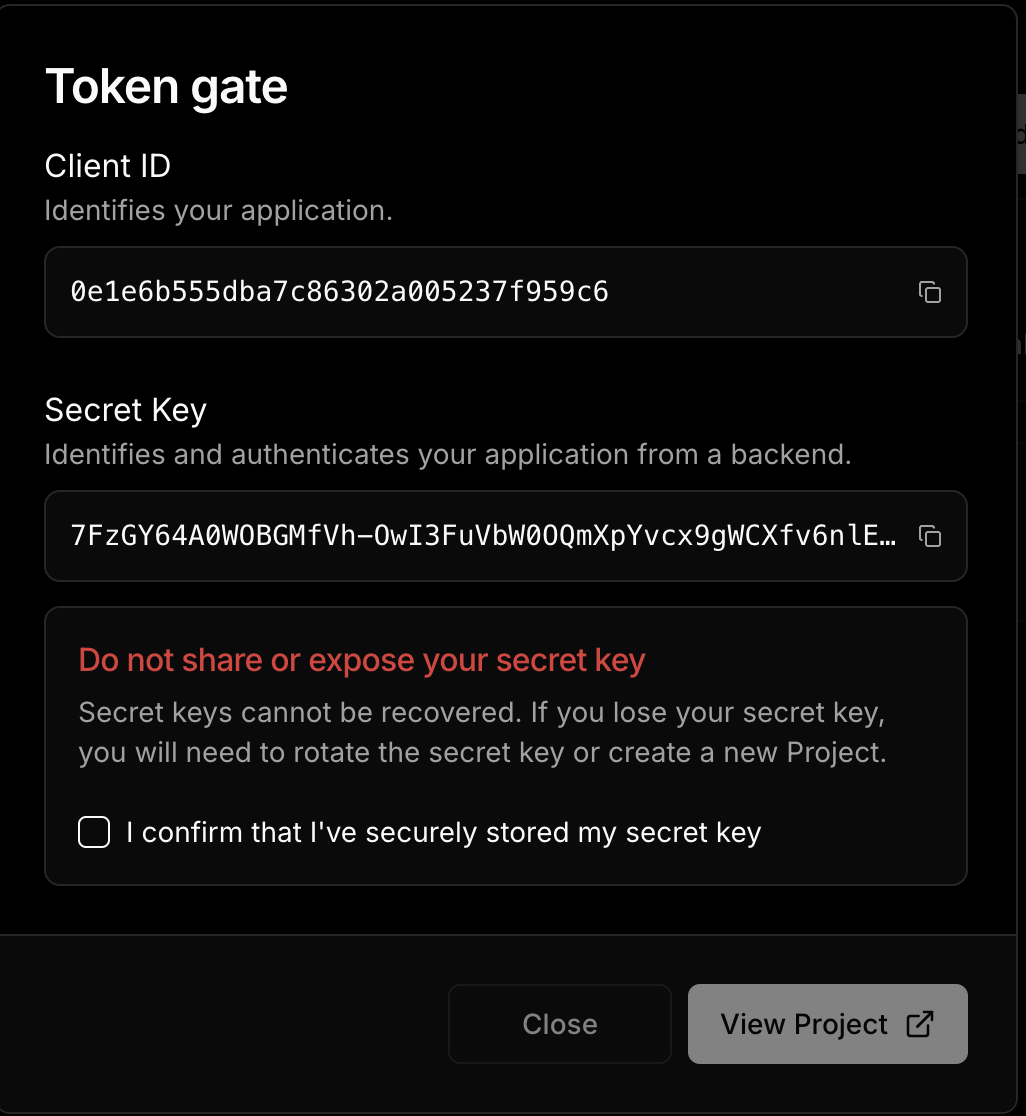 Token gate
Client ID
Identifies your application.
0e1e6b555dba7c86302a005237f959c6
Secret Key
Identifies and authenticates your application from a backend.
7FzGY64A0WOBGMfVh-OwI3FuVbW0OQmXpYvcx9gWCXfv6nlE…
Do not share or expose your secret key
Secret keys cannot be recovered. If you lose your secret key,
you will need to rotate the secret key or create a new Project.
I confirm that I've securely stored my secret key
Close
View Project